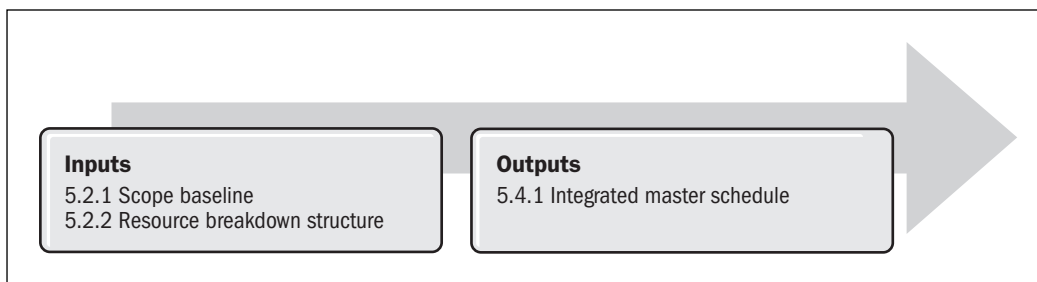 Inputs
5.2.1 Scope baseline
5.2.2 Resource breakdown structure
Outputs
5.4.1 Integrated master schedule